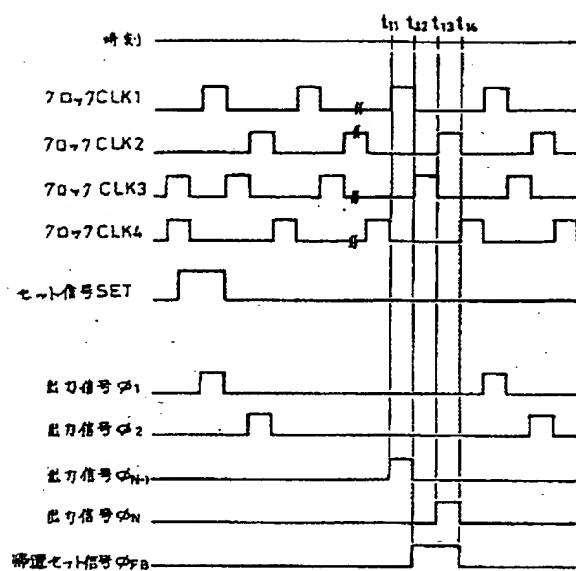 t11 t12 t13 t14
時刻
クロックCLK1
クロックCLK2
クロックCLK3
クロックCLK4
セット信号SET
出力信号φ1
出力信号φ2
出力信号φN-1
出力信号φN
帰還セット信号φFB